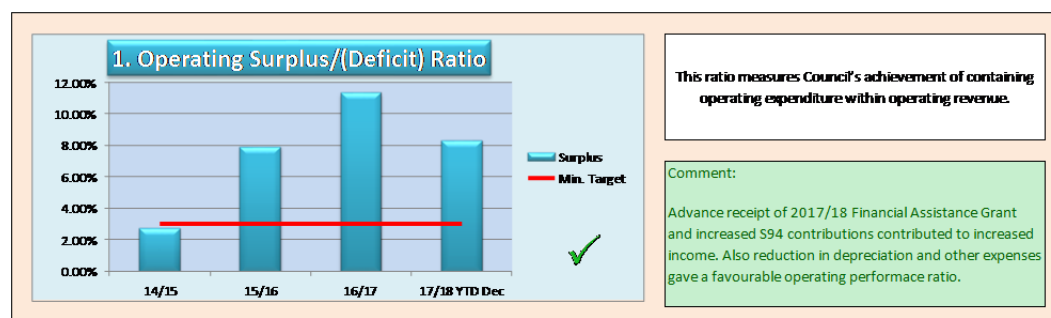 1. Operating Surplus/(Deficit) Ratio
12.00%
10.00%
8.00%
6.00%
4.00%
2.00%
0.00%
14/15
15/16
16/17
17/18 YTD Dec
Surplus
Min. Target
This ratio measures Council's achievement of containing
operating expenditure within operating revenue.
Comment:
Advance receipt of 2017/18 Financial Assistance Grant
and increased S94 contributions contributed to increased
income. Also reduction in depreciation and other expenses
gave a favourable operating performace ratio.